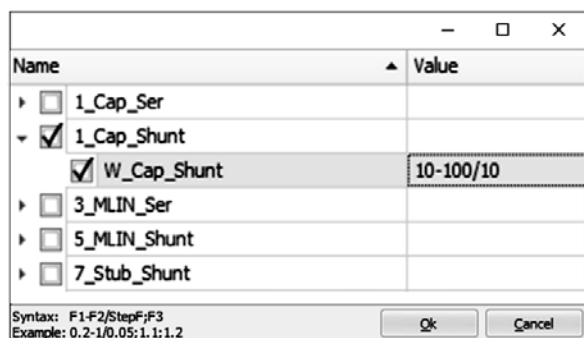 Name Value
1_Cap_Ser
1_Cap_Shunt
W_Cap_Shunt 10-100/10
3_MLIN_Ser
5_MLIN_Shunt
7_Stub_Shunt
Syntax: F1-F2/StepF;F3
Example: 0.2-1/0.05;1.1;1.2
Ok Cancel